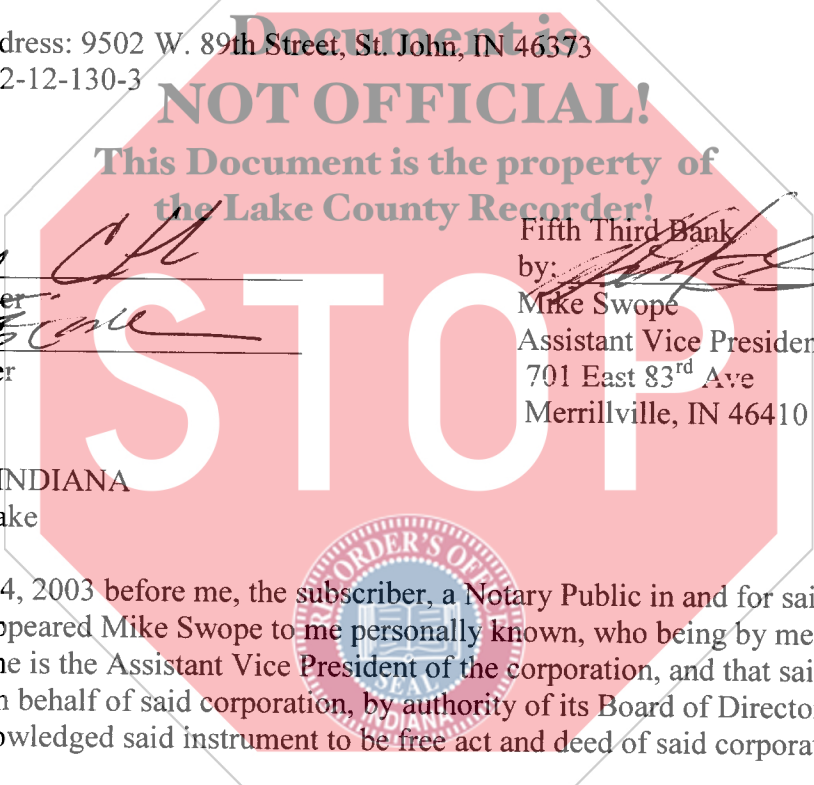 Document is
dress: 9502 W. 89th Street, St. John, IN 46373
2-12-130-3
NOT OFFICIAL!
This Document is the property of
the Lake County Recorder!
Fifth Third Bank
by:
er
Mike Swope
Assistant Vice Presiden
er
701 East 83rd Ave
Merrillville, IN 46410
STOP
INDIANA
ake
RECORDER'S OF
SEAL
INDIANA
4, 2003 before me, the subscriber, a Notary Public in and for sai
ppeared Mike Swope to me personally known, who being by me
ne is the Assistant Vice President of the corporation, and that sai
n behalf of said corporation, by authority of its Board of Directo
owledged said instrument to be free act and deed of said corporat